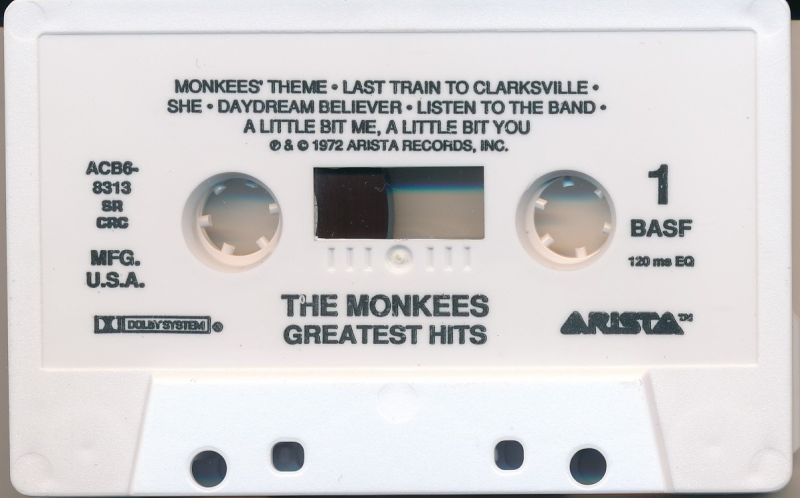 MONKEES' THEME • LAST TRAIN TO CLARKSVILLE •
SHE • DAYDREAM BELIEVER • LISTEN TO THE BAND •
A LITTLE BIT ME, A LITTLE BIT YOU
℗ & © 1972 ARISTA RECORDS, INC.
ACB6-
8313
SR
CRC
MFG.
U.S.A.
1
BASF
120 ms EQ
THE MONKEES
GREATEST HITS
DOLBY SYSTEM ®
ARISTA™